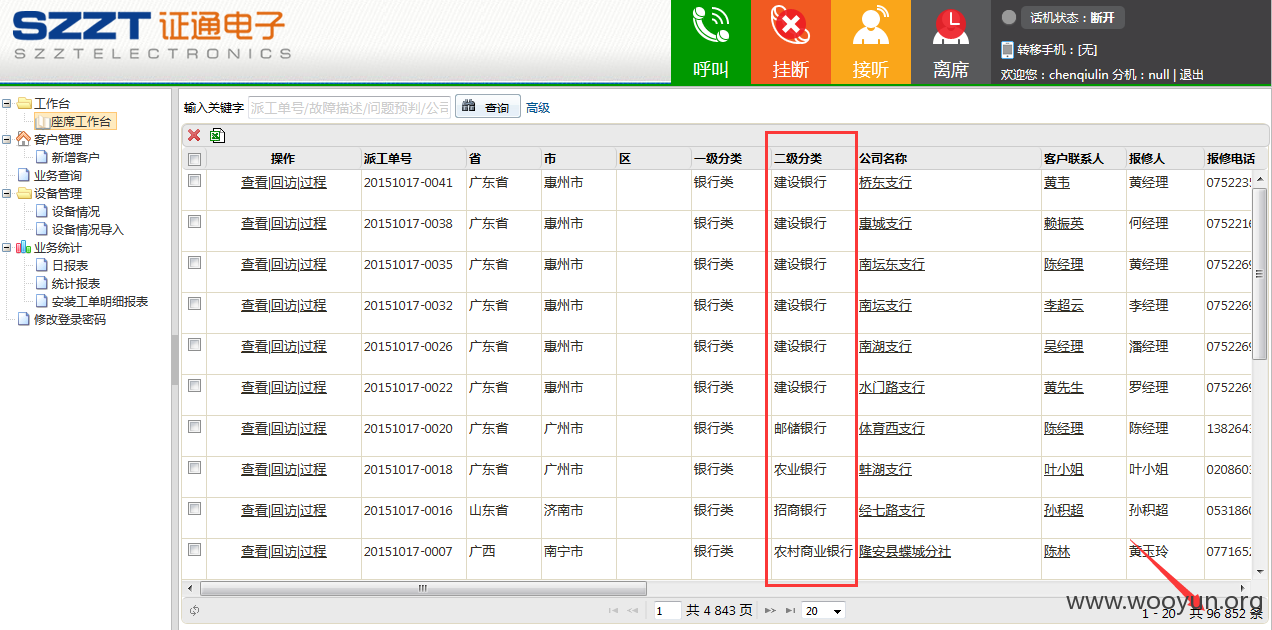 SZZT 证通电子
SZZTELECTRONICS
呼叫
挂断
接听
离席
话机状态：断开
转移手机：[无]
欢迎您：chenqiulin 分机：null | 退出
工作台
座席工作台
客户管理
新增客户
业务查询
设备管理
设备情况
设备情况导入
业务统计
日报表
统计报表
安装工单明细报表
修改登录密码
输入关键字 派工单号/故障描述/问题预判/公司 查询 高级
操作 派工单号 省 市 区 一级分类 二级分类 公司名称 客户联系人 报修人 报修电话
查看|回访|过程 20151017-0041 广东省 惠州市 银行类 建设银行 桥东支行 黄韦 黄经理 0752235
查看|回访|过程 20151017-0038 广东省 惠州市 银行类 建设银行 惠城支行 赖振英 何经理 0752216
查看|回访|过程 20151017-0035 广东省 惠州市 银行类 建设银行 南坛东支行 陈经理 黄经理 0752269
查看|回访|过程 20151017-0032 广东省 惠州市 银行类 建设银行 南坛支行 李超云 李经理 0752269
查看|回访|过程 20151017-0026 广东省 惠州市 银行类 建设银行 南湖支行 吴经理 潘经理 0752269
查看|回访|过程 20151017-0022 广东省 惠州市 银行类 建设银行 水门路支行 黄先生 罗经理 0752269
查看|回访|过程 20151017-0020 广东省 广州市 银行类 邮储银行 体育西支行 陈经理 陈经理 1382643
查看|回访|过程 20151017-0018 广东省 广州市 银行类 农业银行 蚌湖支行 叶小姐 叶小姐 0208603
查看|回访|过程 20151017-0016 山东省 济南市 银行类 招商银行 经七路支行 孙积超 孙积超 0531860
查看|回访|过程 20151017-0007 广西 南宁市 银行类 农村商业银行 隆安县蝶城分社 陈林 黄玉玲 0771652
1 共 4 843 页 20
1 - 20 共 96 852 条
www.wooyun.org